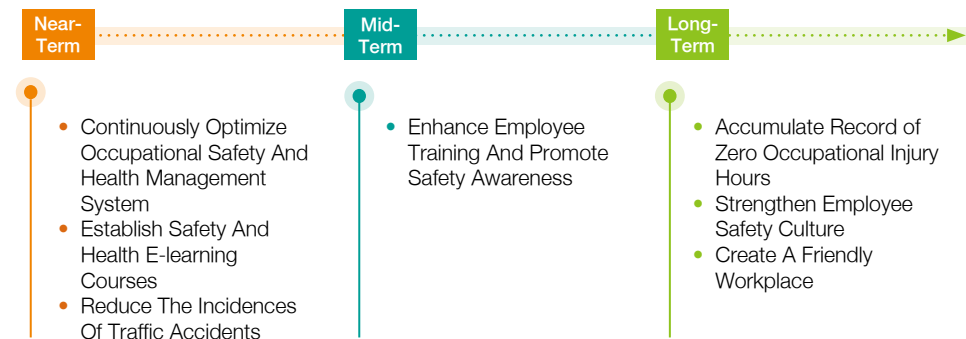 Near-
Term
Mid-
Term
Long-
Term
Continuously Optimize
Occupational Safety And
Health Management
System
Establish Safety And
Health E-learning
Courses
Reduce The Incidences
Of Traffic Accidents
Enhance Employee
Training And Promote
Safety Awareness
Accumulate Record of
Zero Occupational Injury
Hours
Strengthen Employee
Safety Culture
Create A Friendly
Workplace